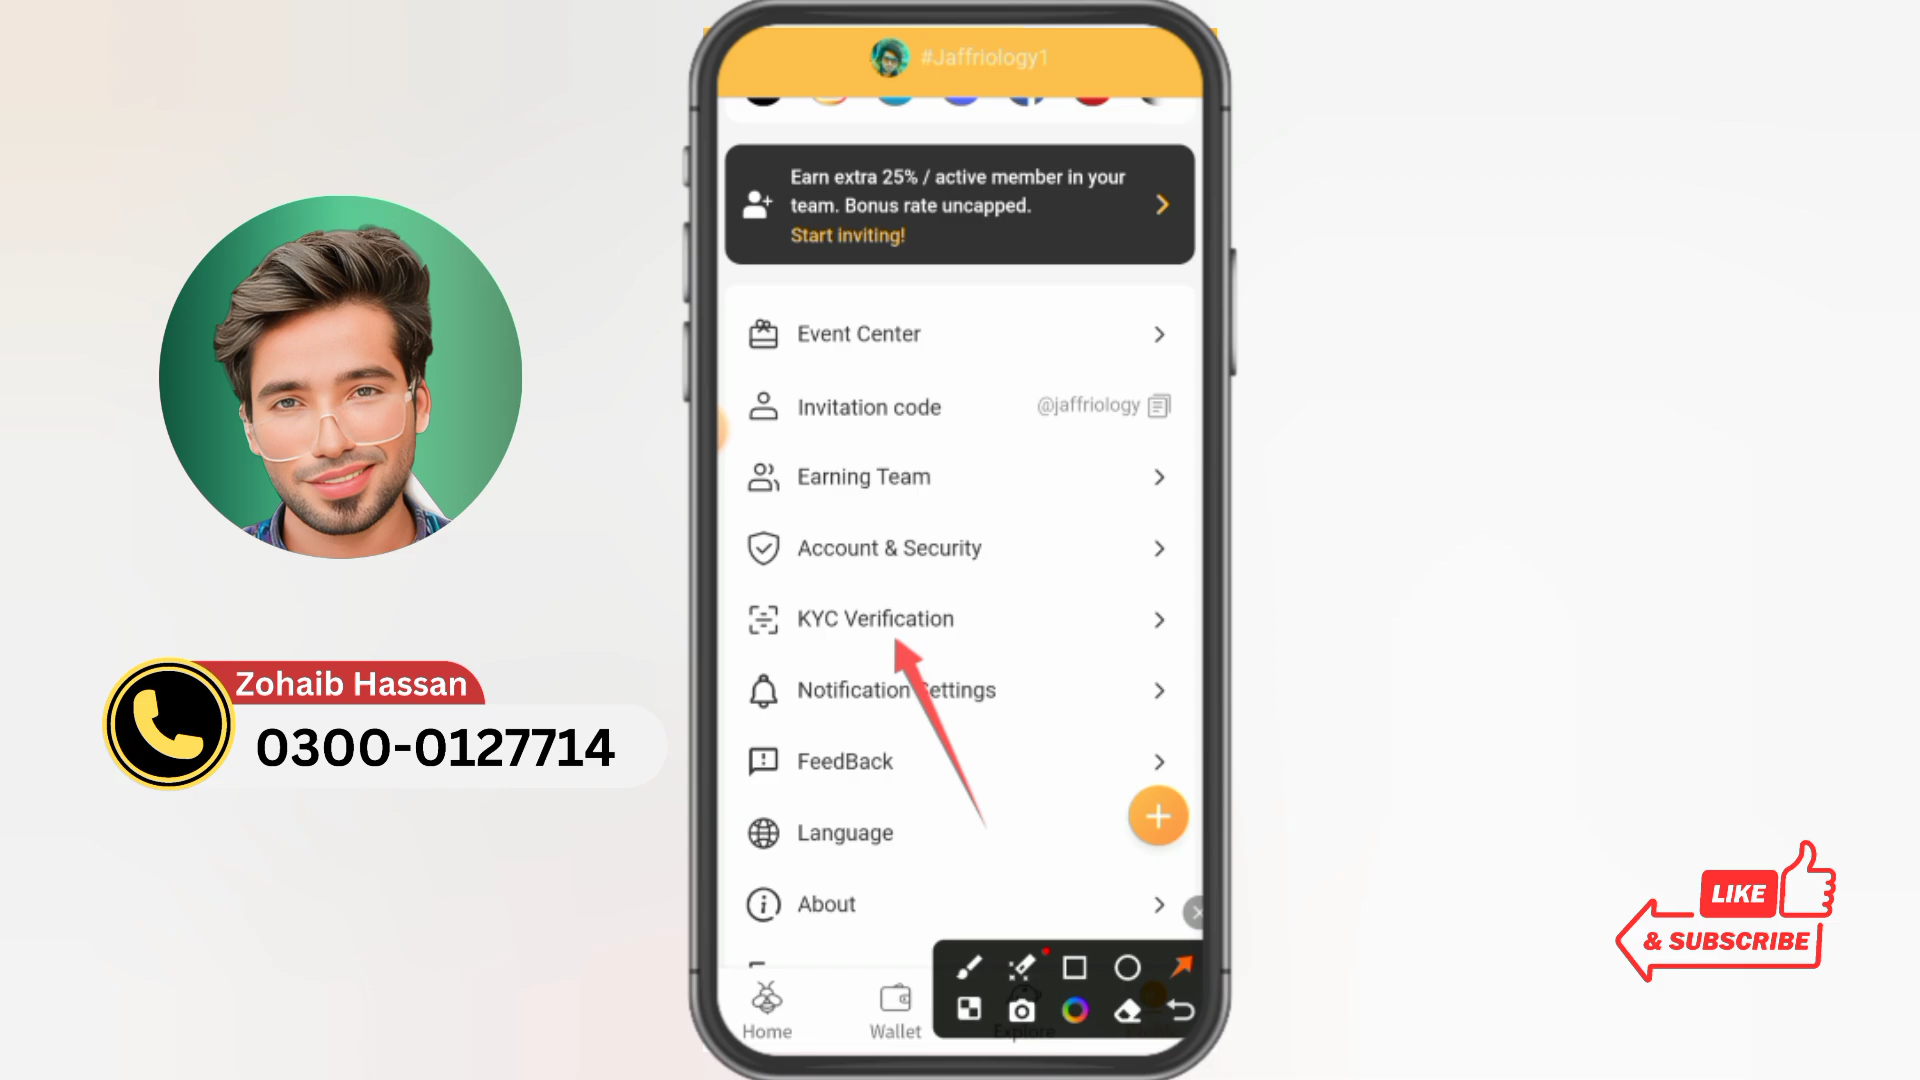 #Jaffriology1
Earn extra 25% / active member in your
team. Bonus rate uncapped.
Start inviting!
Event Center
Invitation code @jaffriology
Earning Team
Account & Security
KYC Verification
Notification Settings
FeedBack
Language
About
Home
Wallet
Explore
Zohaib Hassan
0300-0127714
LIKE
& SUBSCRIBE